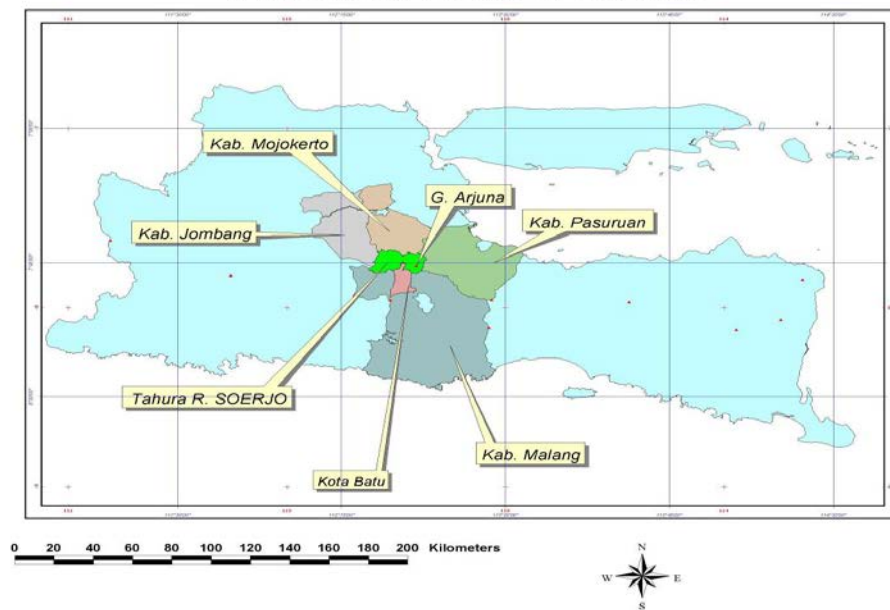 Kab. Mojokerto
G. Arjuna
Kab. Pasuruan
Kab. Jombang
Tahura R. SOERJO
Kab. Malang
Kota Batu
0 20 40 60 80 100 120 140 160 180 200 Kilometers
N
W E
S